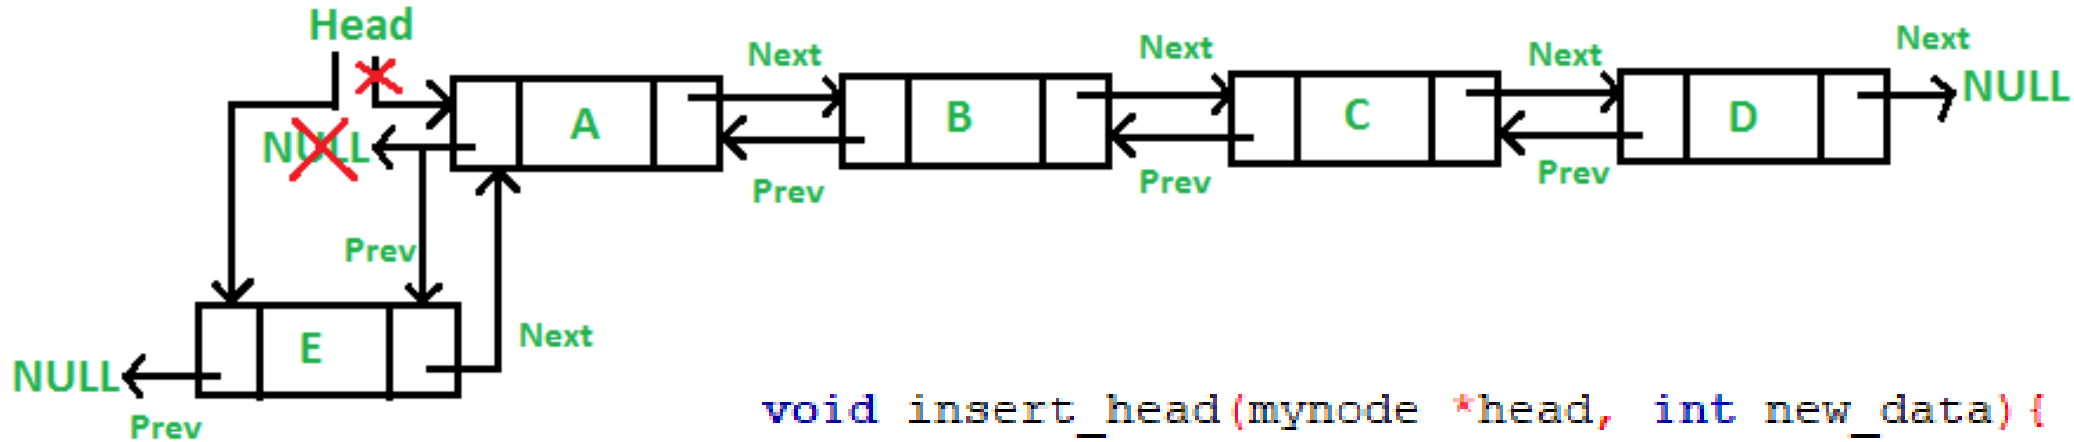 Head
Next
Next
Next
Next
NULL
A
B
C
D
NULL
Prev
Prev
Prev
Prev
E
Next
NULL
Prev
void insert_head(mynode *head, int new_data){